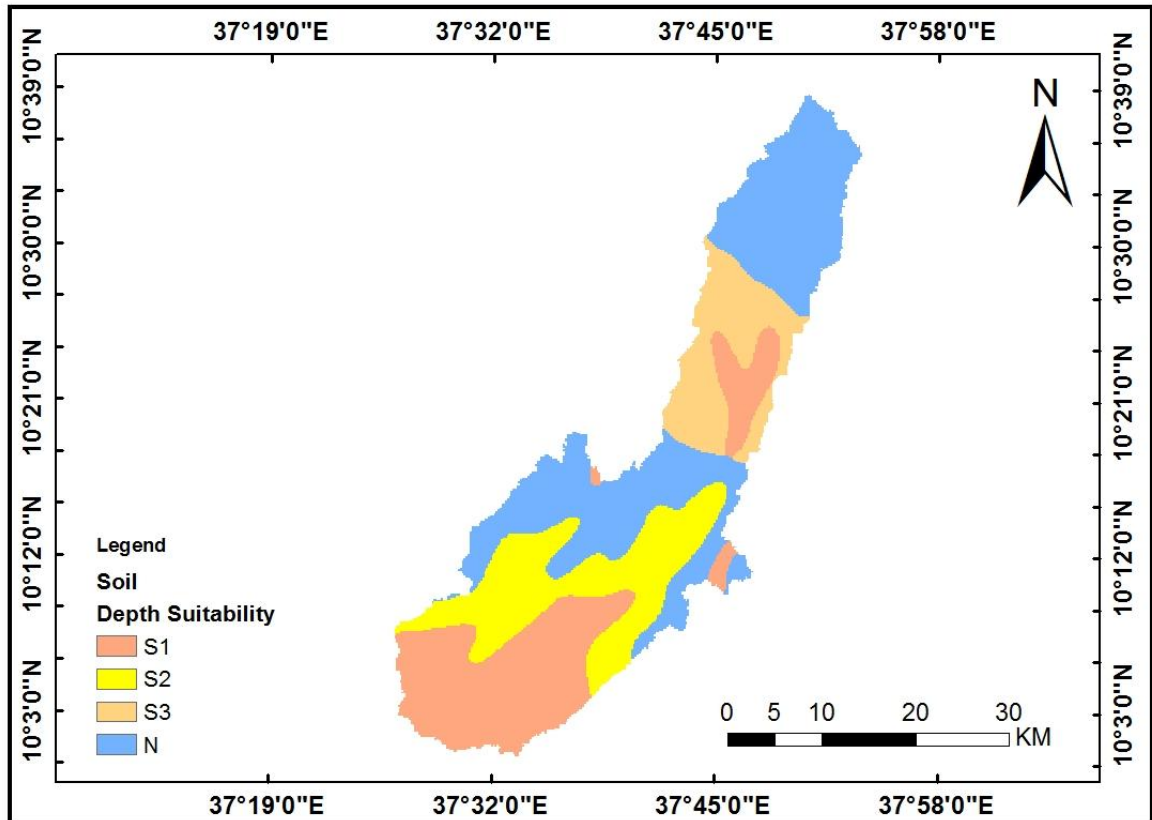 37°19'0"E 37°32'0"E 37°45'0"E 37°58'0"E
N
10°39'0"N 10°39'0"N
10°30'0"N 10°30'0"N
10°21'0"N 10°21'0"N
10°12'0"N 10°12'0"N
10°3'0"N 10°3'0"N
Legend
Soil
Depth Suitability
S1
S2
S3
N
0 5 10 20 30
KM
37°19'0"E 37°32'0"E 37°45'0"E 37°58'0"E